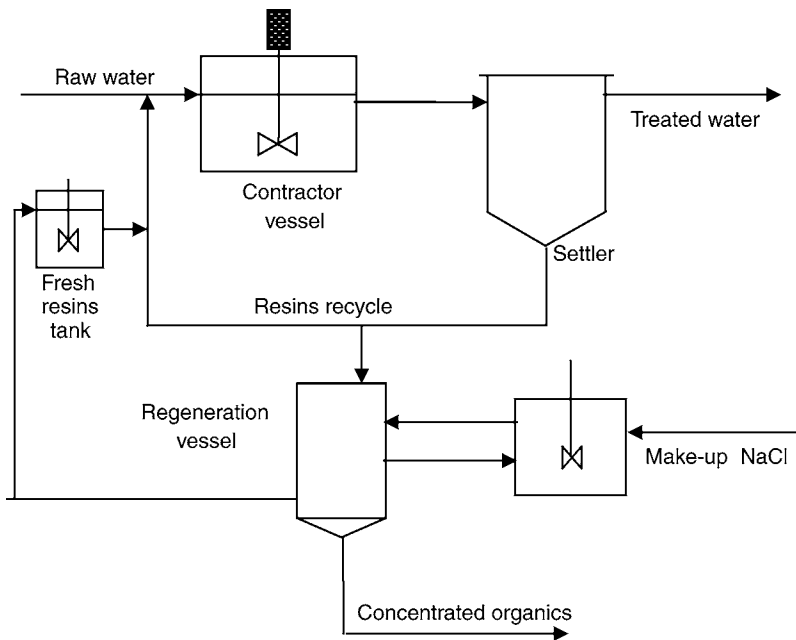 Raw water
Treated water
Contractor
vessel
Settler
Fresh
resins
tank
Resins recycle
Regeneration
vessel
Make-up NaCl
Concentrated organics